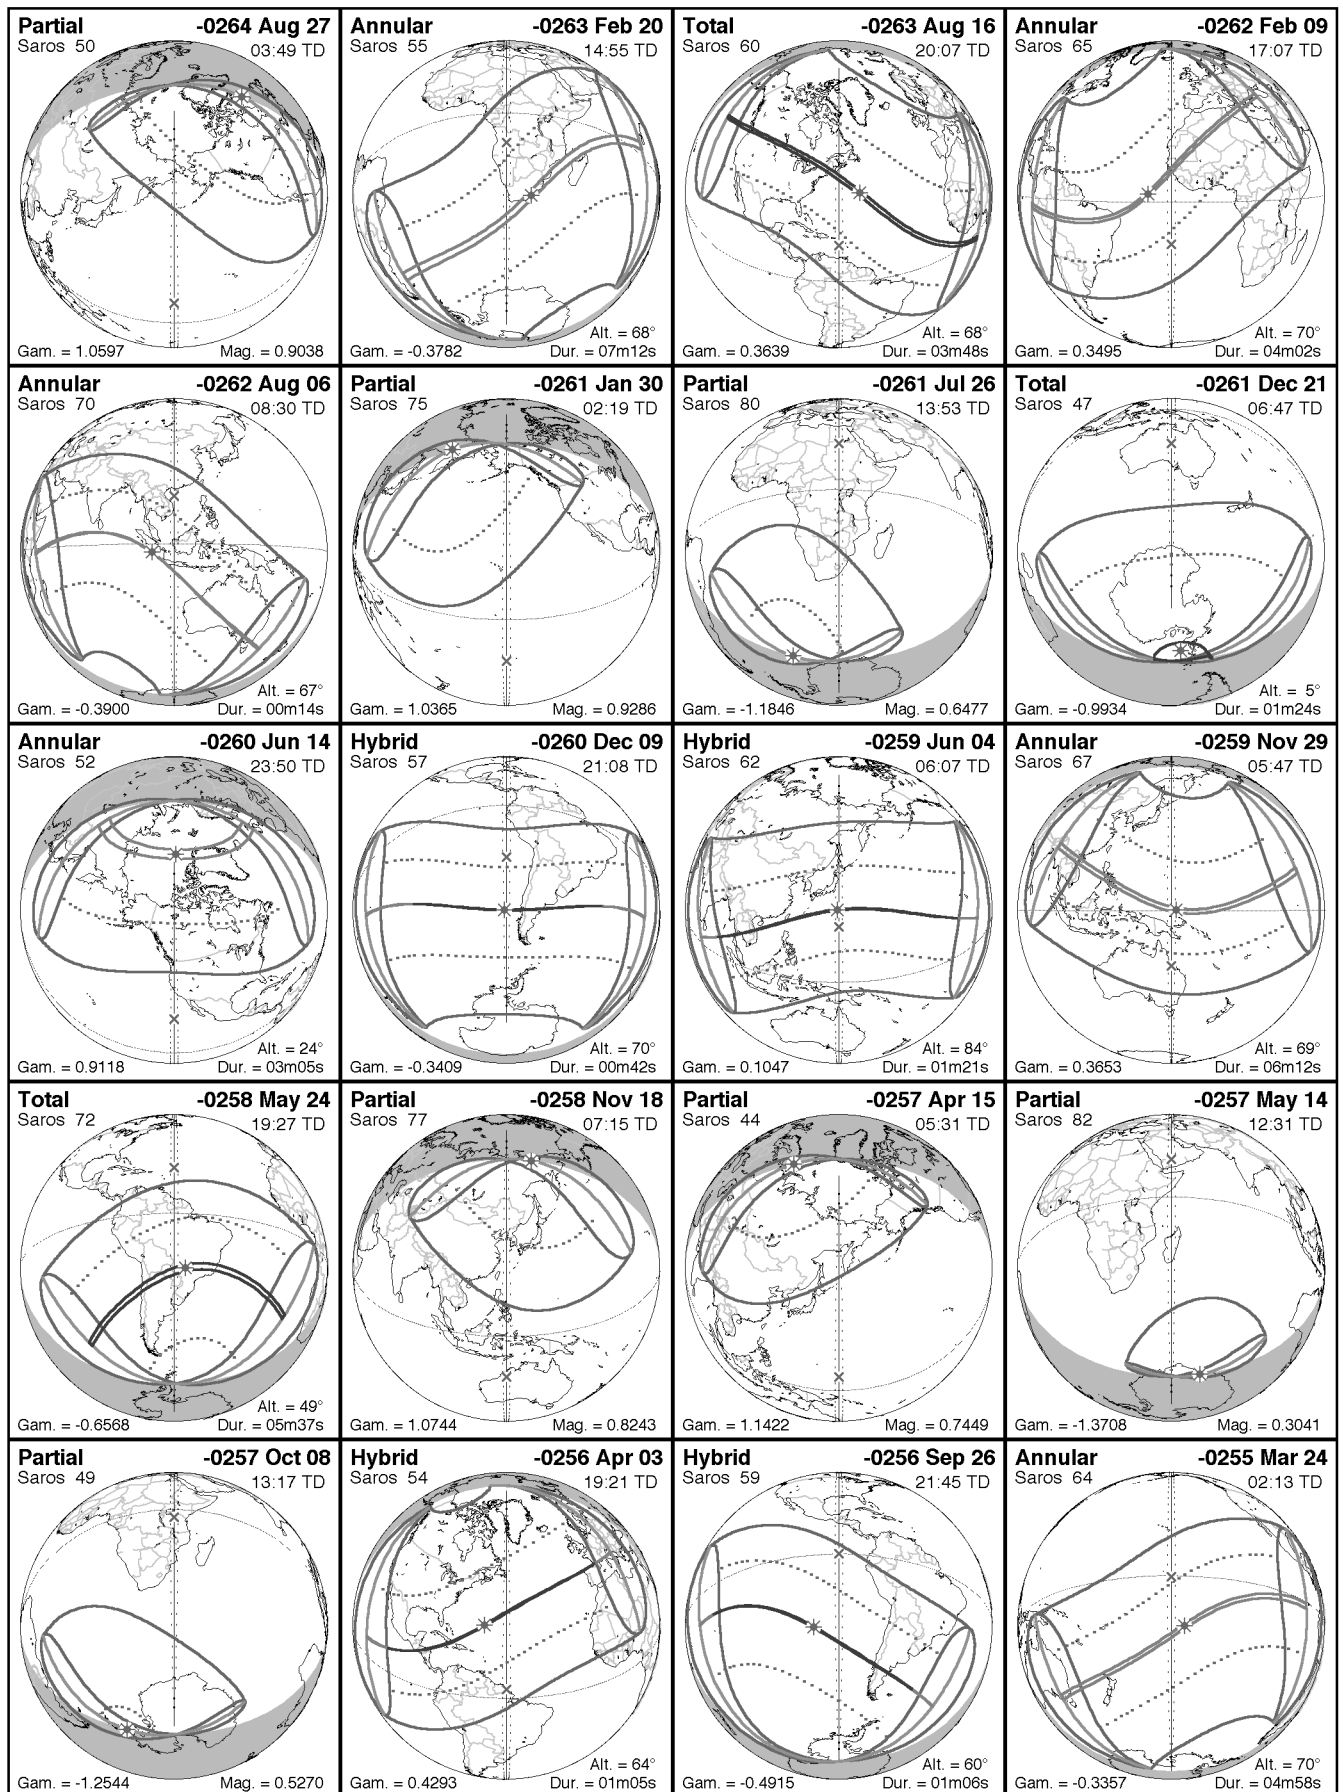 Partial -0264 Aug 27
Saros 50 03:49 TD
Gam. = 1.0597 Mag. = 0.9038
Annular -0263 Feb 20
Saros 55 14:55 TD
Alt. = 68°
Gam. = -0.3782 Dur. = 07m12s
Total -0263 Aug 16
Saros 60 20:07 TD
Alt. = 68°
Gam. = 0.3639 Dur. = 03m48s
Annular -0262 Feb 09
Saros 65 17:07 TD
Alt. = 70°
Gam. = 0.3495 Dur. = 04m02s
Annular -0262 Aug 06
Saros 70 08:30 TD
Alt. = 67°
Gam. = -0.3900 Dur. = 00m14s
Partial -0261 Jan 30
Saros 75 02:19 TD
Gam. = 1.0365 Mag. = 0.9286
Partial -0261 Jul 26
Saros 80 13:53 TD
Gam. = -1.1846 Mag. = 0.6477
Total -0261 Dec 21
Saros 47 06:47 TD
Alt. = 5°
Gam. = -0.9934 Dur. = 01m24s
Annular -0260 Jun 14
Saros 52 23:50 TD
Alt. = 24°
Gam. = 0.9118 Dur. = 03m05s
Hybrid -0260 Dec 09
Saros 57 21:08 TD
Alt. = 70°
Gam. = -0.3409 Dur. = 00m42s
Hybrid -0259 Jun 04
Saros 62 06:07 TD
Alt. = 84°
Gam. = 0.1047 Dur. = 01m21s
Annular -0259 Nov 29
Saros 67 05:47 TD
Alt. = 69°
Gam. = 0.3653 Dur. = 06m12s
Total -0258 May 24
Saros 72 19:27 TD
Alt. = 49°
Gam. = -0.6568 Dur. = 05m37s
Partial -0258 Nov 18
Saros 77 07:15 TD
Gam. = 1.0744 Mag. = 0.8243
Partial -0257 Apr 15
Saros 44 05:31 TD
Gam. = 1.1422 Mag. = 0.7449
Partial -0257 May 14
Saros 82 12:31 TD
Gam. = -1.3708 Mag. = 0.3041
Partial -0257 Oct 08
Saros 49 13:17 TD
Gam. = -1.2544 Mag. = 0.5270
Hybrid -0256 Apr 03
Saros 54 19:21 TD
Alt. = 64°
Gam. = 0.4293 Dur. = 01m05s
Hybrid -0256 Sep 26
Saros 59 21:45 TD
Alt. = 60°
Gam. = -0.4915 Dur. = 01m06s
Annular -0255 Mar 24
Saros 64 02:13 TD
Alt. = 70°
Gam. = -0.3357 Dur. = 04m58s